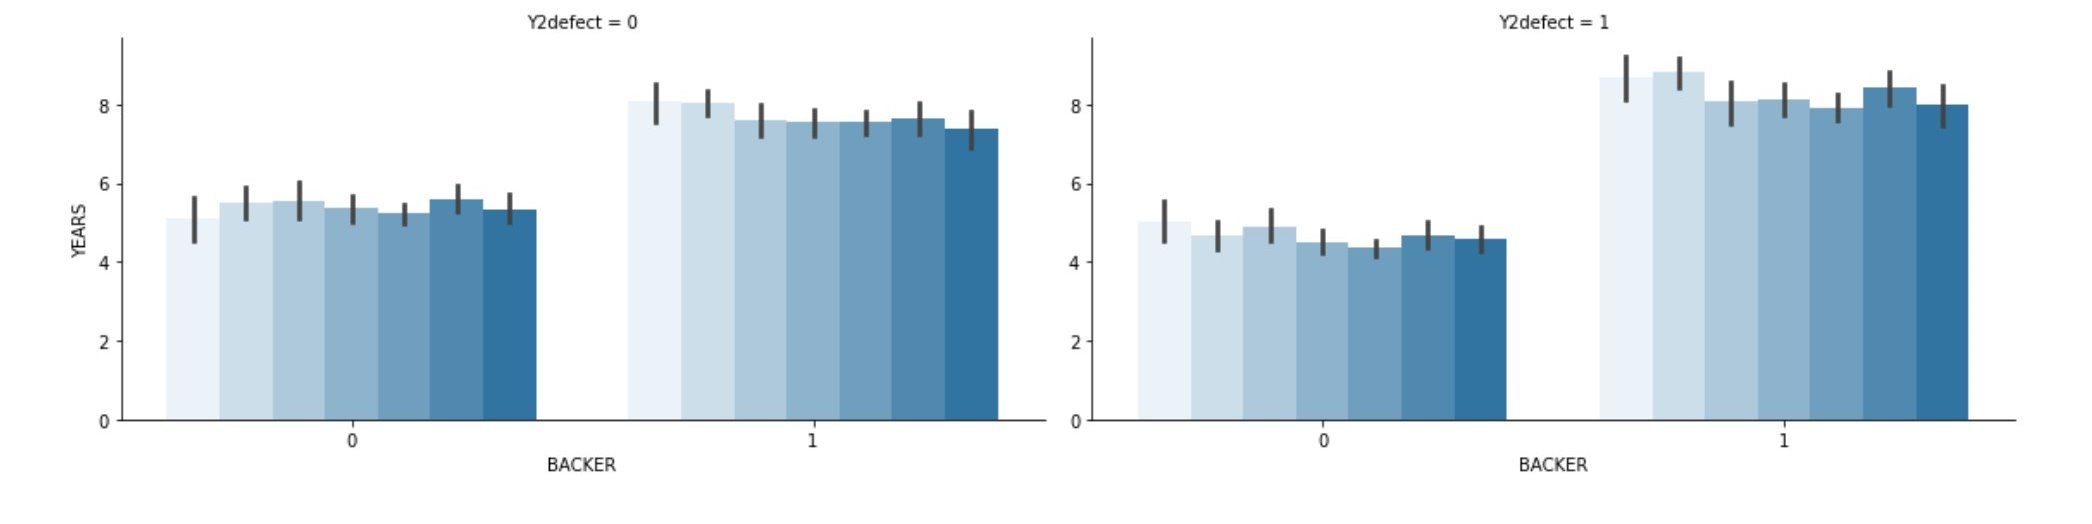 Y2defect = 0
YEARS
8
6
4
2
0
0
1
BACKER
Y2defect = 1
8
6
4
2
0
0
1
BACKER